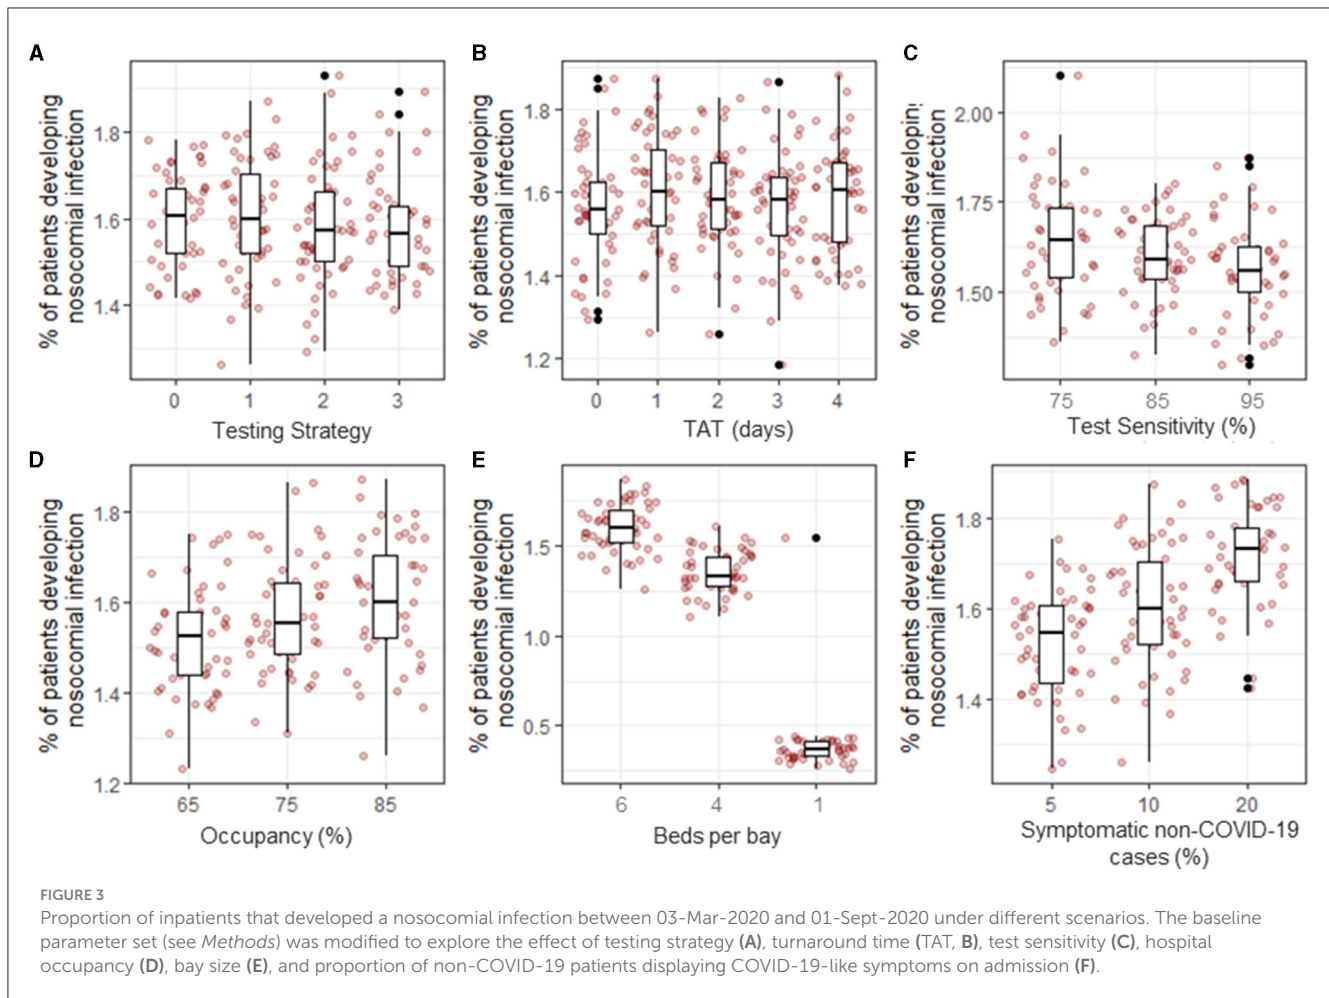 A
% of patients developing
nosocomial infection
1.8
1.6
1.4
0 1 2 3
Testing Strategy
B
% of patients developing
nosocomial infection
1.8
1.6
1.4
1.2
0 1 2 3 4
TAT (days)
C
% of patients developin
nosocomial infection
2.00
1.75
1.50
75 85 95
Test Sensitivity (%)
D
% of patients developing
nosocomial infection
1.8
1.6
1.4
1.2
65 75 85
Occupancy (%)
E
% of patients developing
nosocomial infection
1.5
1.0
0.5
6 4 1
Beds per bay
F
% of patients developing
nosocomial infection
1.8
1.6
1.4
5 10 20
Symptomatic non-COVID-19
cases (%)
FIGURE 3
Proportion of inpatients that developed a nosocomial infection between 03-Mar-2020 and 01-Sept-2020 under different scenarios. The baseline
parameter set (see Methods) was modified to explore the effect of testing strategy (A), turnaround time (TAT, B), test sensitivity (C), hospital
occupancy (D), bay size (E), and proportion of non-COVID-19 patients displaying COVID-19-like symptoms on admission (F).